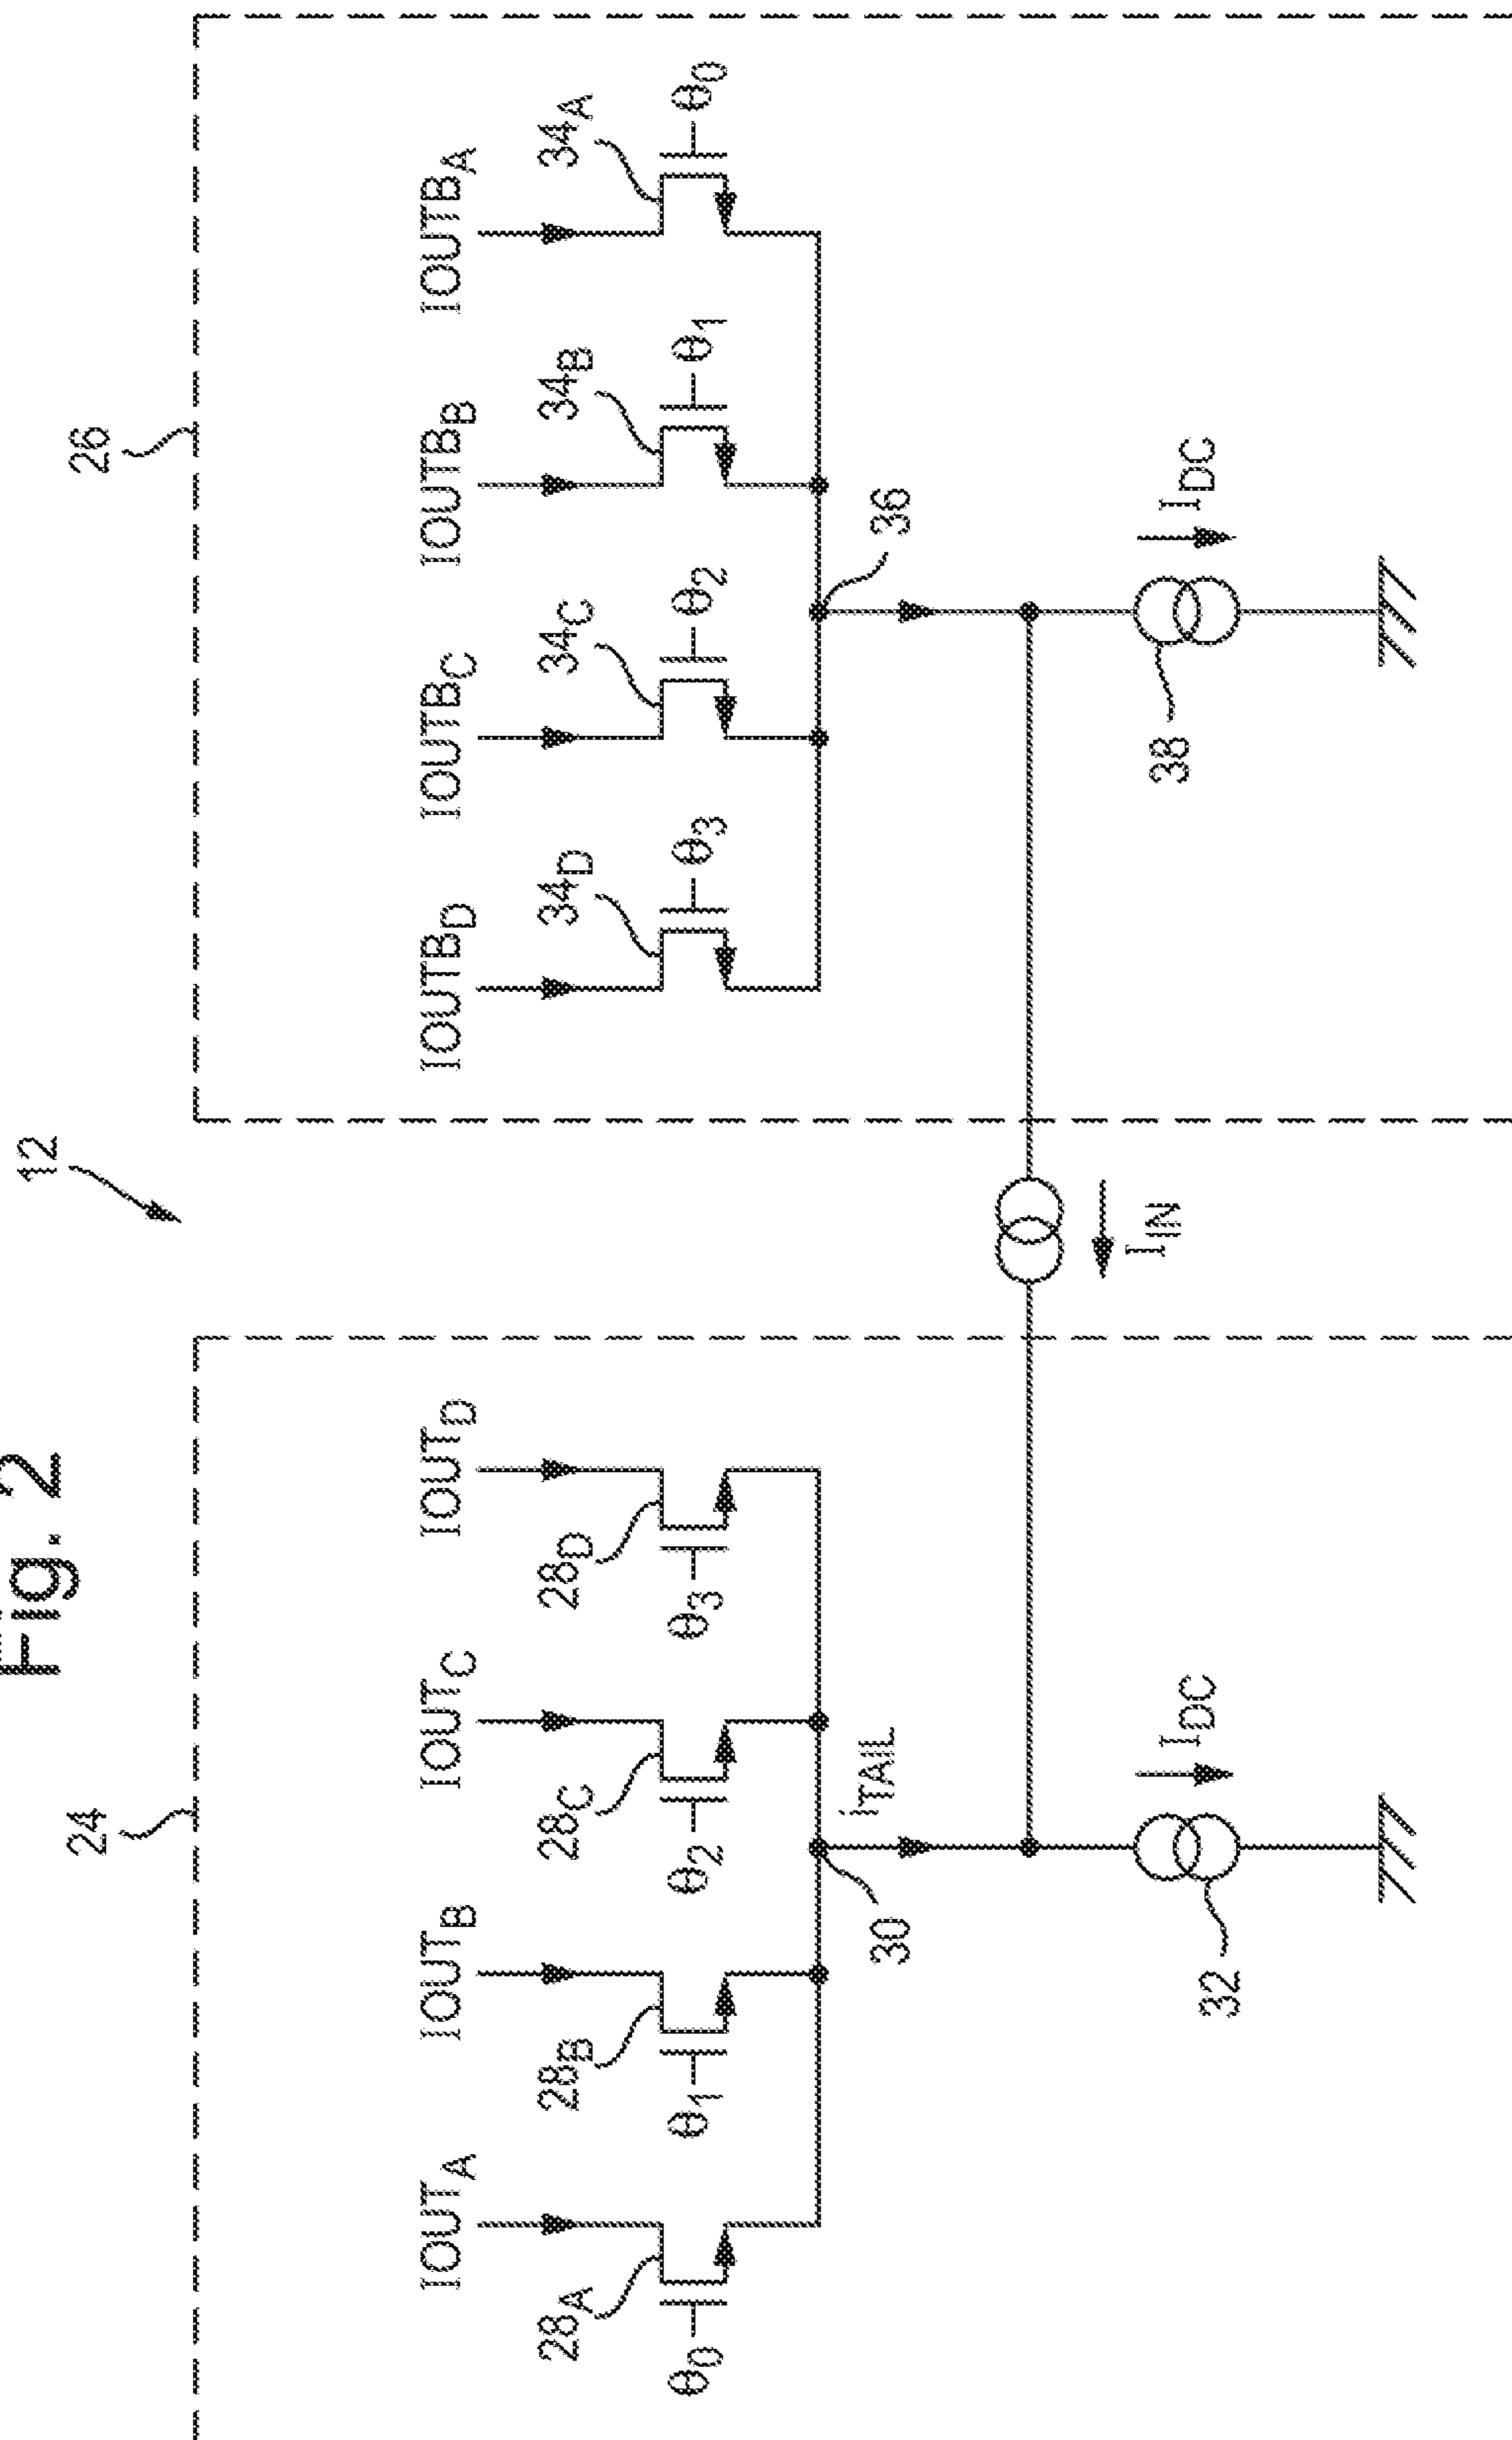 Fig. 2
12
24
26
IOUT_A
IOUT_B
IOUT_C
IOUT_D
IOUTB_D
IOUTB_C
IOUTB_B
IOUTB_A
28_A
28_B
28_C
28_D
34_D
34_C
34_B
34_A
θ_0
θ_1
θ_2
θ_3
θ_3
θ_2
θ_1
θ_0
30
i_TAIL
36
I_IN
32
I_DC
38
I_DC